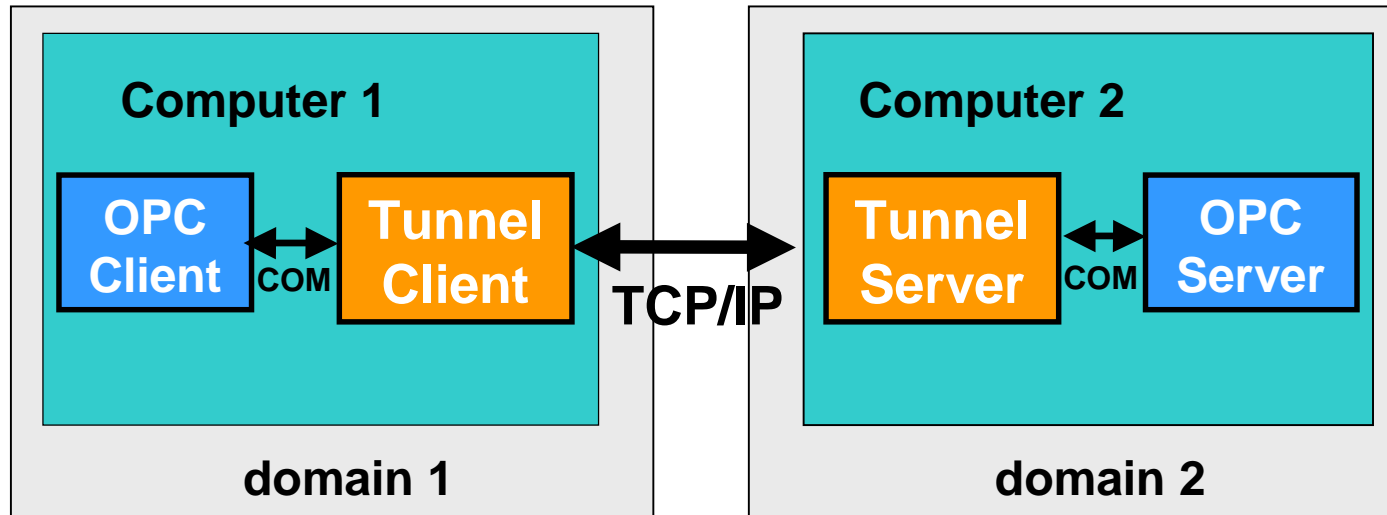 Computer 1
OPC
Client
COM
Tunnel
Client
domain 1
TCP/IP
Computer 2
Tunnel
Server
COM
OPC
Server
domain 2